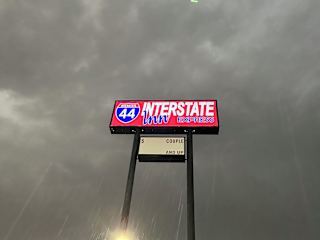 44
INTERSTATE
Inn EXPRESS
S COUPLE
AND UP